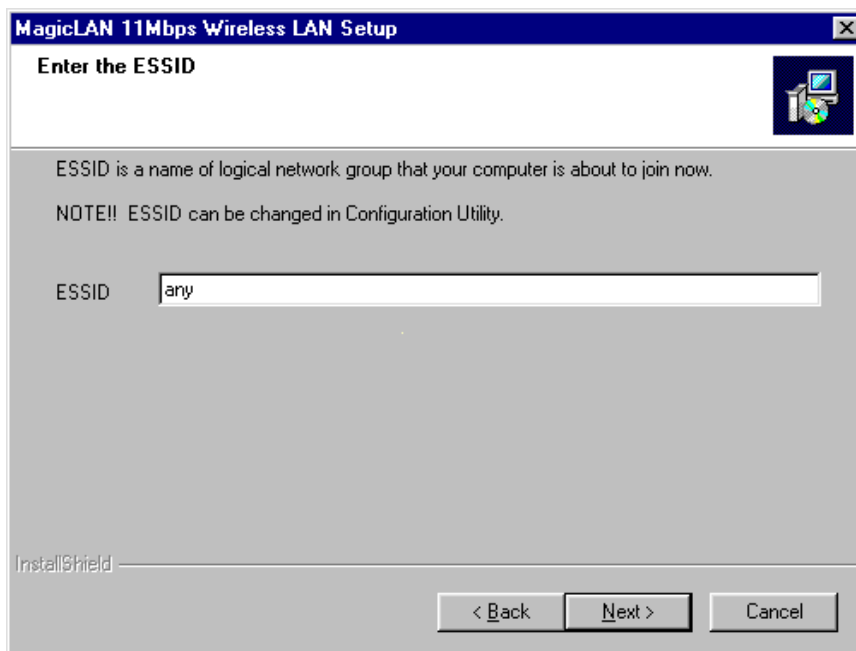 MagicLAN 11Mbps Wireless LAN Setup
Enter the ESSID
ESSID is a name of logical network group that your computer is about to join now.
NOTE!! ESSID can be changed in Configuration Utility.
ESSID any
InstallShield
< Back Next > Cancel